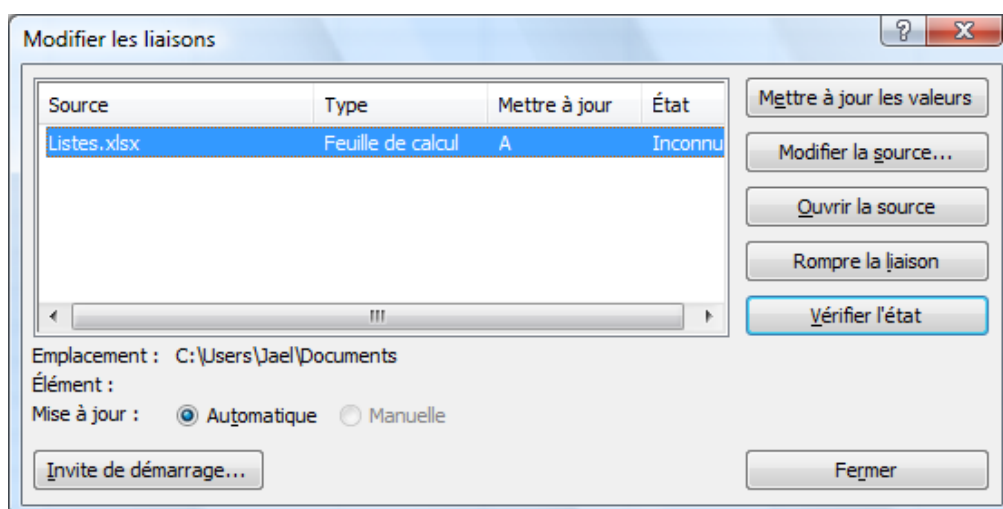 Modifier les liaisons
Source Type Mettre à jour État
Listes.xlsx Feuille de calcul A Inconnu
Mettre à jour les valeurs
Modifier la source...
Ouvrir la source
Rompre la liaison
Vérifier l'état
Emplacement : C:\Users\Jael\Documents
Élément :
Mise à jour : Automatique Manuelle
Invite de démarrage... Fermer